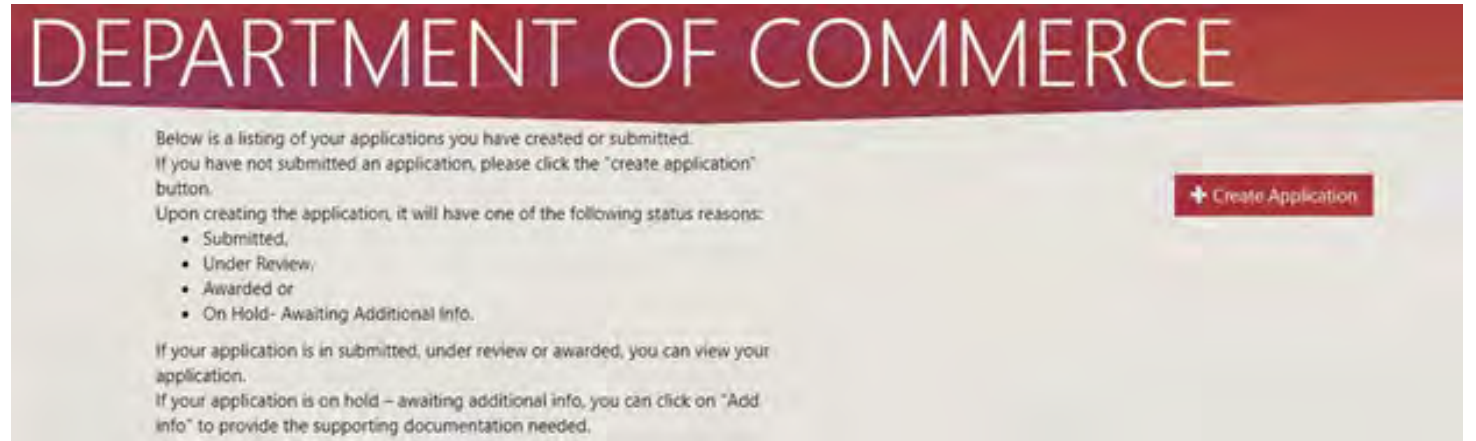 DEPARTMENT OF COMMERCE
Below is a listing of your applications you have created or submitted.
If you have not submitted an application, please click the "create application"
button.
Upon creating the application, it will have one of the following status reasons:
• Submitted,
• Under Review,
• Awarded or
• On Hold- Awaiting Additional Info.
If your application is in submitted, under review or awarded, you can view your
application.
If your application is on hold – awaiting additional info, you can click on "Add
info" to provide the supporting documentation needed.
+ Create Application